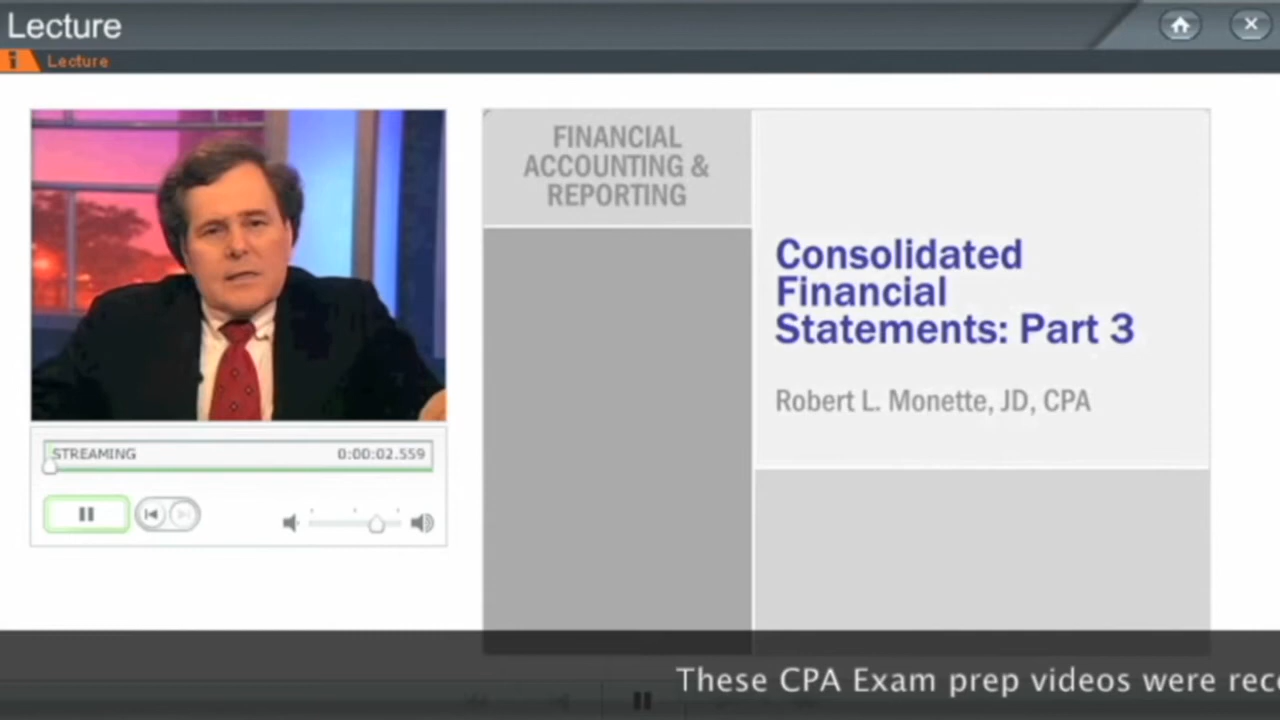 Lecture
i Lecture
FINANCIAL
ACCOUNTING &
REPORTING
Consolidated
Financial
Statements: Part 3
Robert L. Monette, JD, CPA
STREAMING 0:00:02.559
These CPA Exam prep videos were rec